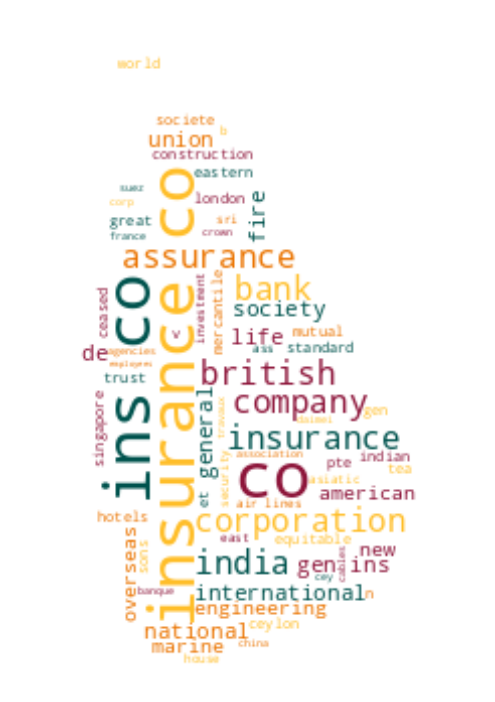 world
societe
union b
construction
eastern
suez
corp
london
great
sri
fire
france
crown
insurance co
assurance
ins co
ceased
investment
mercantile
bank
society
v
life
mutual
de
agencies
ass
standard
employees
trust
british
singapore
general
travaux
company
gen
daimei
insurance
association
indian
pte
tea
co
security
asiatic
et
american
air lines
hotels
corporation
overseas
sons
east
equitable
new
india
gen ins
cey
cables
banque
international
n
engineering
ceylon
national
marine
china
house